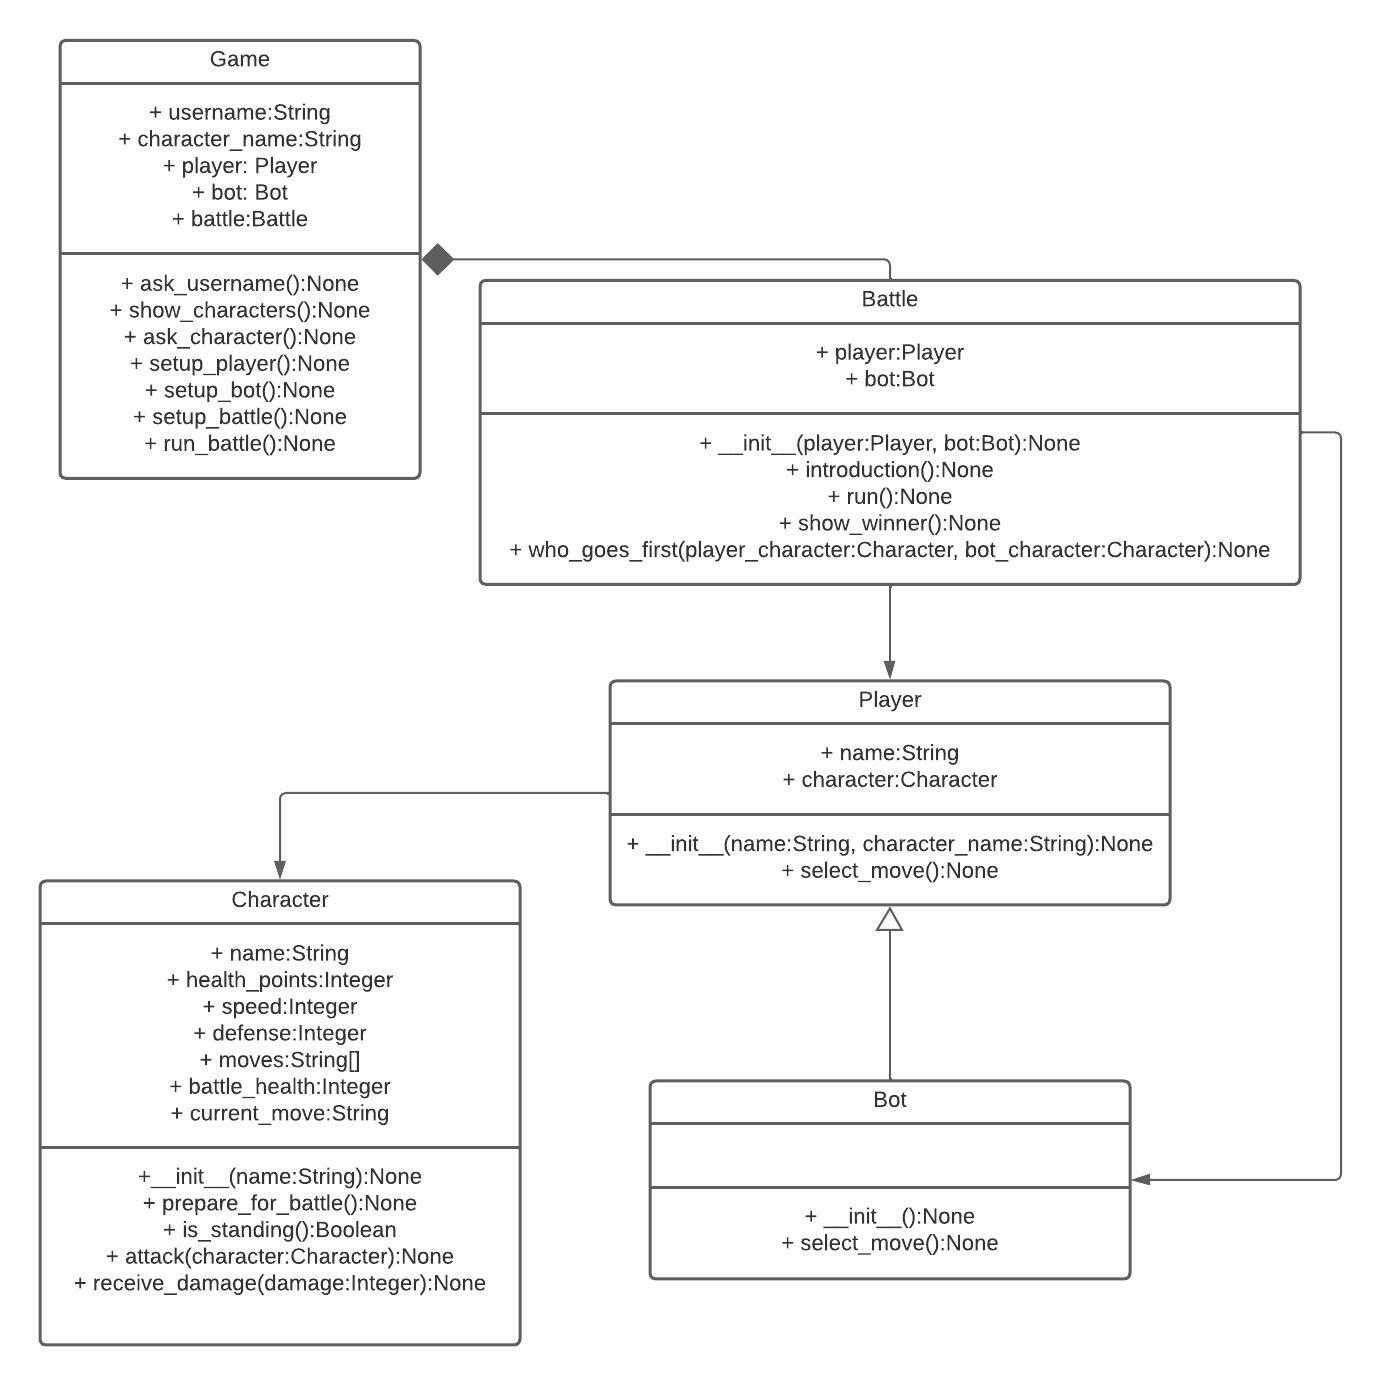 Game
+ username:String
+ character_name:String
+ player: Player
+ bot: Bot
+ battle:Battle
+ ask_username():None
+ show_characters():None
+ ask_character():None
+ setup_player():None
+ setup_bot():None
+ setup_battle():None
+ run_battle():None
Battle
+ player:Player
+ bot:Bot
+ __init__(player:Player, bot:Bot):None
+ introduction():None
+ run():None
+ show_winner():None
+ who_goes_first(player_character:Character, bot_character:Character):None
Player
+ name:String
+ character:Character
+ __init__(name:String, character_name:String):None
+ select_move():None
Character
+ name:String
+ health_points:Integer
+ speed:Integer
+ defense:Integer
+ moves:String[]
+ battle_health:Integer
+ current_move:String
+__init__(name:String):None
+ prepare_for_battle():None
+ is_standing():Boolean
+ attack(character:Character):None
+ receive_damage(damage:Integer):None
Bot
+ __init__():None
+ select_move():None